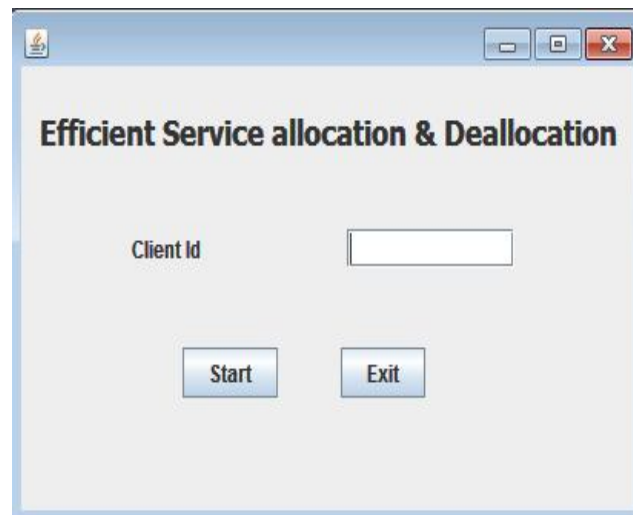 Efficient Service allocation & Deallocation
Client Id
Start Exit